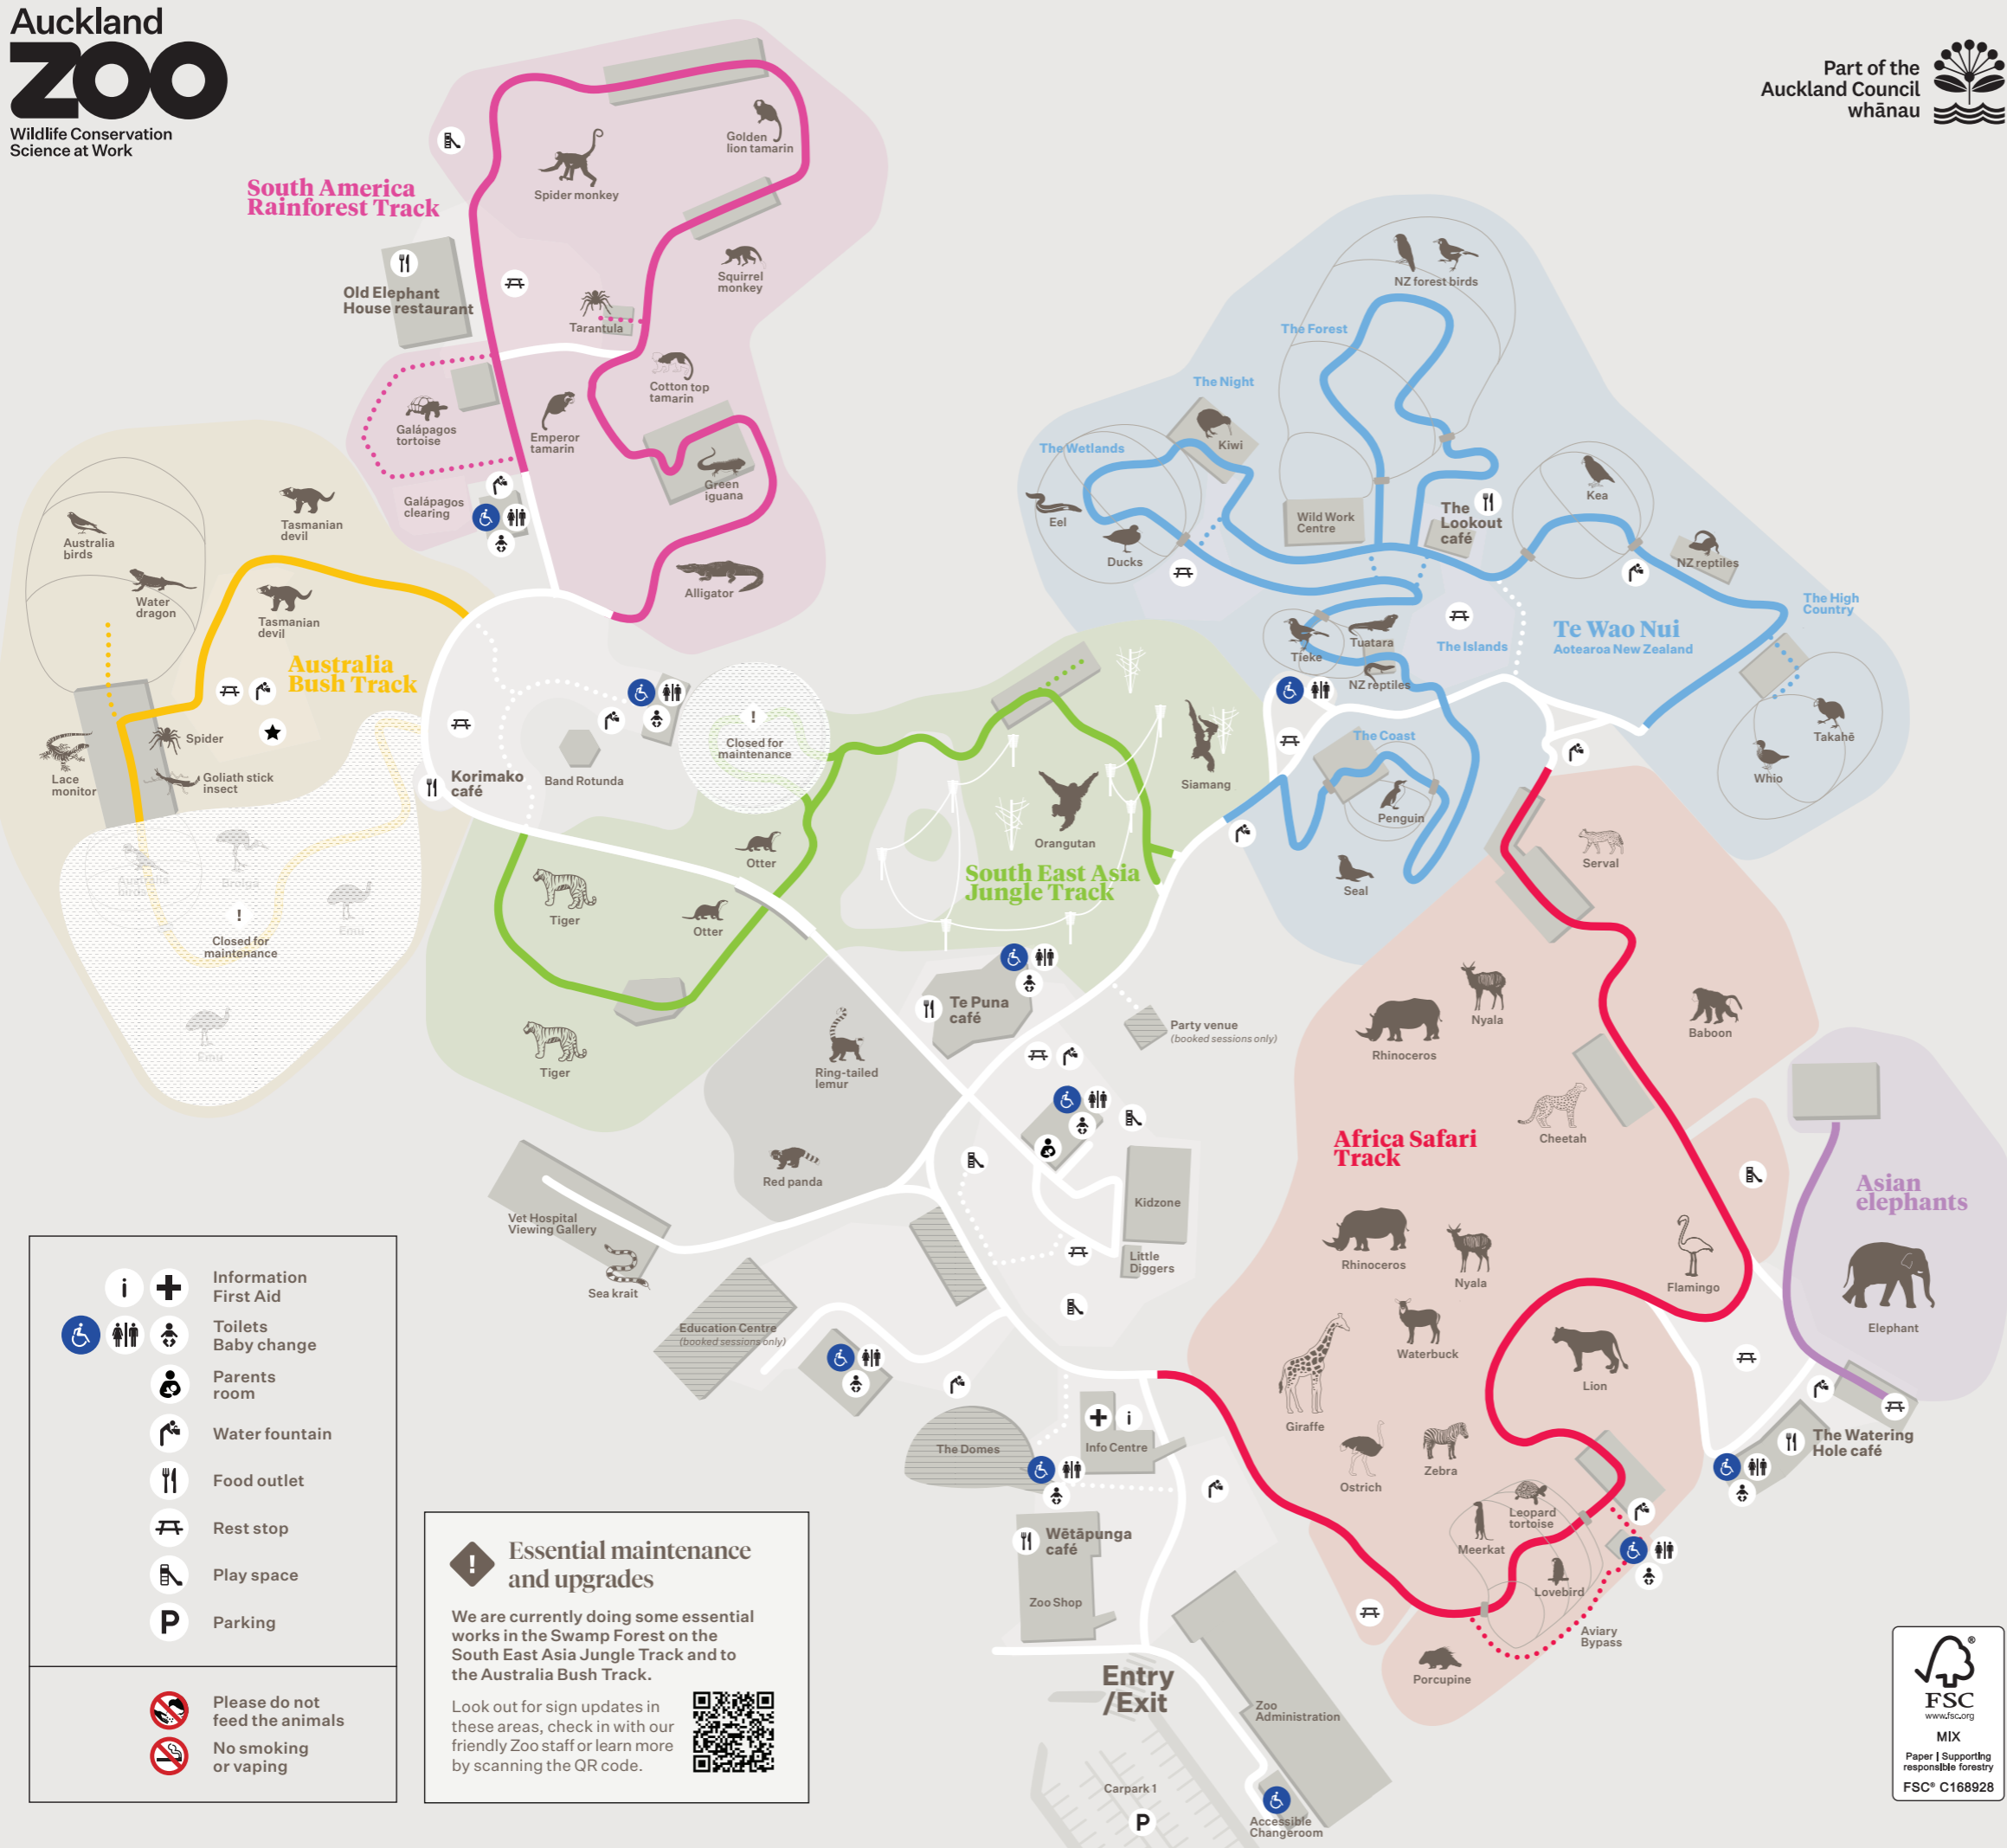 Auckland
ZOO
Wildlife Conservation
Science at Work
Part of the
Auckland Council
whānau
South America
Rainforest Track
Golden
lion tamarin
Spider monkey
Squirrel
monkey
Old Elephant
House restaurant
Tarantula
Cotton top
tamarin
Galápagos
tortoise
Emperor
tamarin
Green
iguana
Galápagos
clearing
Alligator
Australia
birds
Tasmanian
devil
Water
dragon
Tasmanian
devil
Australia
Bush Track
Spider
Lace
monitor
Goliath stick
insect
Australia
birds
Brolga
Emu
!
Closed for
maintenance
Emu
Korimako
café
Band Rotunda
!
Closed for
maintenance
NZ forest birds
The Forest
The Night
Kiwi
The Wetlands
Eel
Ducks
Wild Work
Centre
The
Lookout
café
Kea
NZ reptiles
The High
Country
Te Wao Nui
Aotearoa New Zealand
Tuatara
Tieke
The Islands
NZ reptiles
Takahē
Whio
The Coast
Penguin
Seal
Siamang
Orangutan
South East Asia
Jungle Track
Otter
Otter
Tiger
Tiger
Te Puna
café
Party venue
(booked sessions only)
Ring-tailed
lemur
Red panda
Serval
Nyala
Rhinoceros
Baboon
Cheetah
Africa Safari
Track
Asian
elephants
Rhinoceros
Nyala
Flamingo
Elephant
Waterbuck
Lion
Giraffe
Ostrich
Zebra
The Watering
Hole café
Leopard
tortoise
Meerkat
Lovebird
Aviary
Bypass
Porcupine
Kidzone
Little
Diggers
Vet Hospital
Viewing Gallery
Sea krait
Education Centre
(booked sessions only)
The Domes
i
Info Centre
Wētāpunga
café
Zoo Shop
Entry
/Exit
Zoo
Administration
Carpark 1
P
Accessible
Changeroom
i
Information
First Aid
Toilets
Baby change
Parents
room
Water fountain
Food outlet
Rest stop
Play space
P
Parking
Please do not
feed the animals
No smoking
or vaping
!
Essential maintenance
and upgrades
We are currently doing some essential
works in the Swamp Forest on the
South East Asia Jungle Track and to
the Australia Bush Track.
Look out for sign updates in
these areas, check in with our
friendly Zoo staff or learn more
by scanning the QR code.
®
FSC
www.fsc.org
MIX
Paper | Supporting
responsible forestry
FSC® C168928